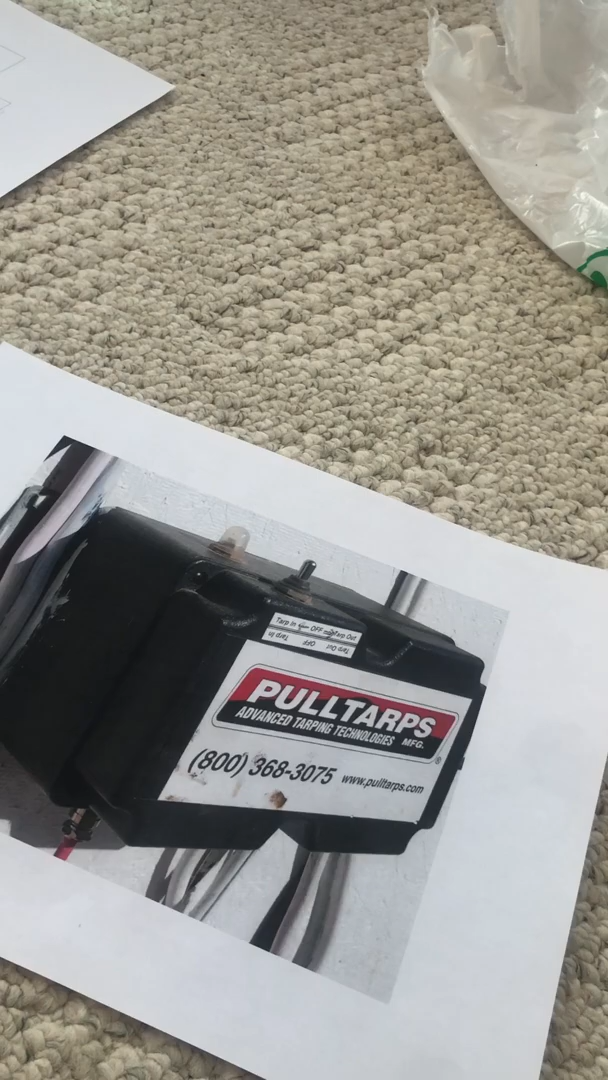 Tarp In OFF Tarp Out
Tarp In OFF Tarp Out
PULLTARPS
ADVANCED TARPING TECHNOLOGIES MFG.
®
(800) 368-3075 www.pulltarps.com